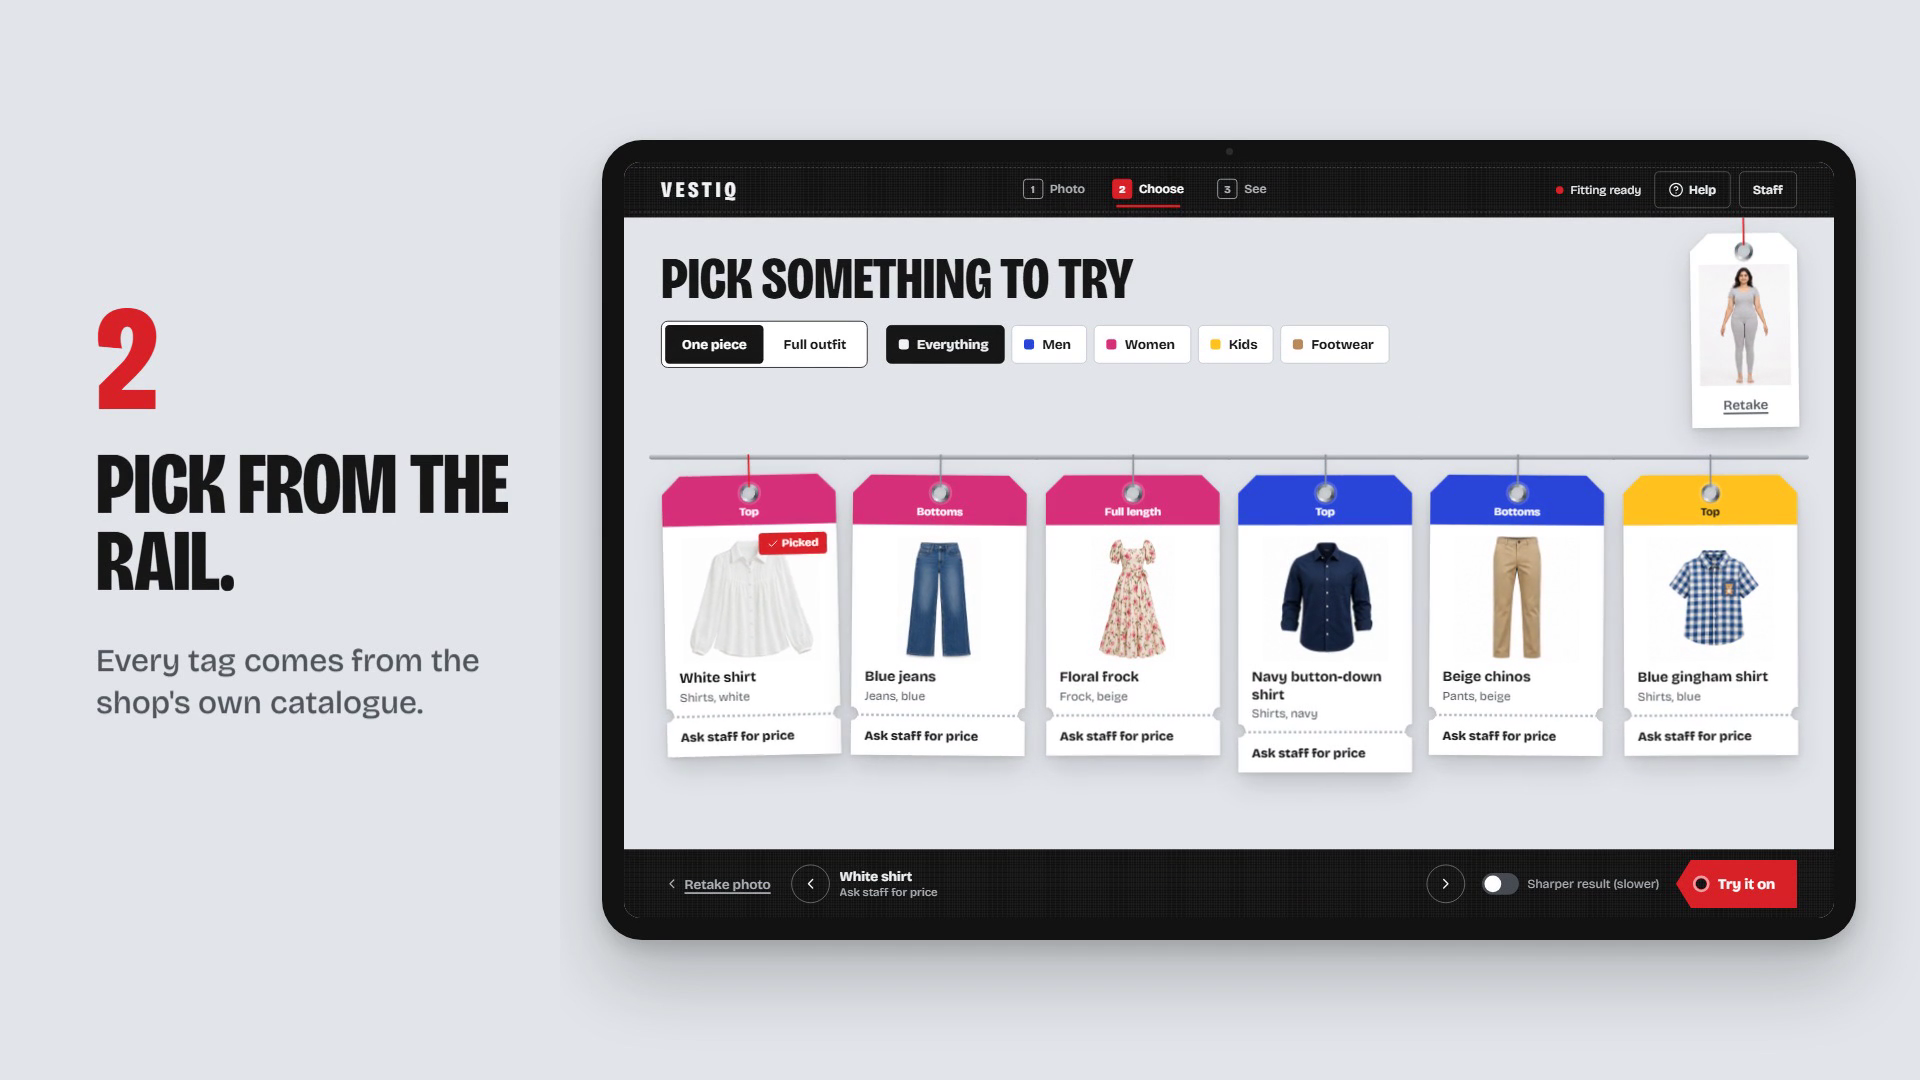 2
PICK FROM THE
RAIL.
Every tag comes from the
shop's own catalogue.
VESTIQ
1 Photo
2 Choose
3 See
Fitting ready
Help
Staff
PICK SOMETHING TO TRY
One piece
Full outfit
Everything
Men
Women
Kids
Footwear
Retake
Top
Picked
White shirt
Shirts, white
Ask staff for price
Bottoms
Blue jeans
Jeans, blue
Ask staff for price
Full length
Floral frock
Frock, beige
Ask staff for price
Top
Navy button-down
shirt
Shirts, navy
Ask staff for price
Bottoms
Beige chinos
Pants, beige
Ask staff for price
Top
Blue gingham shirt
Shirts, blue
Ask staff for price
Retake photo
White shirt
Ask staff for price
Sharper result (slower)
Try it on